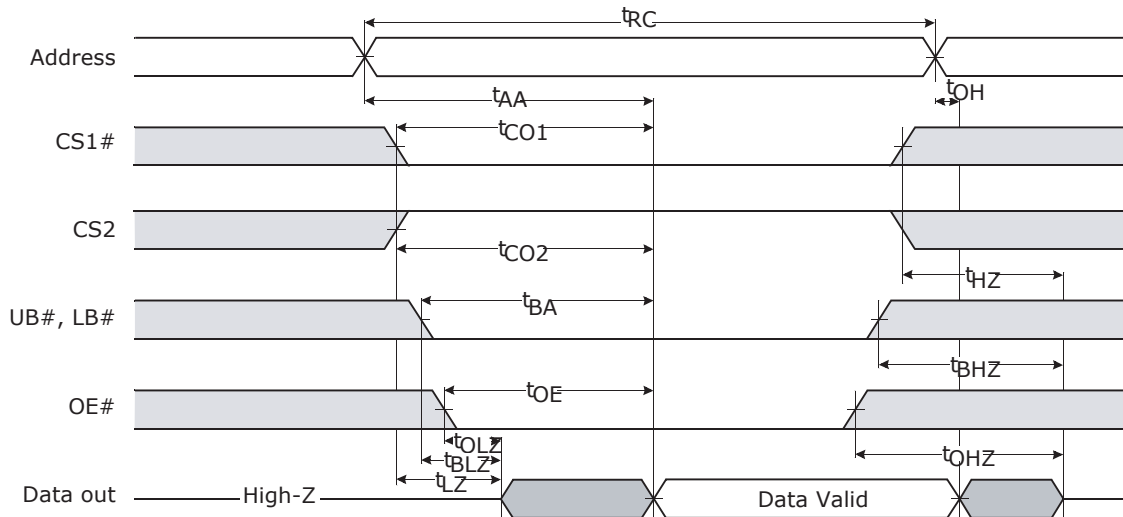 tRC
Address
tAA
tOH
CS1#
tCO1
CS2
tCO2
tHZ
UB#, LB#
tBA
tBHZ
OE#
tOE
tOLZ
tBLZ
tOHZ
tLZ
Data out
High-Z
Data Valid